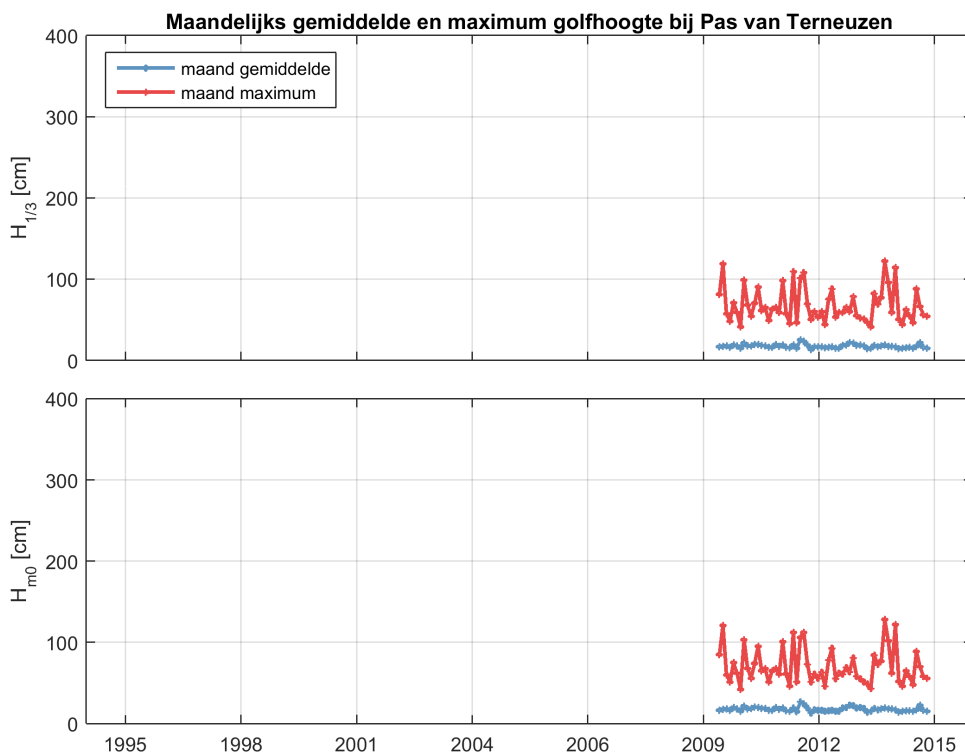 Maandelijks gemiddelde en maximum golfhoogte bij Pas van Terneuzen
maand gemiddelde
maand maximum
H1/3 [cm]
400
300
200
100
0
Hm0 [cm]
400
300
200
100
0
1995 1998 2001 2004 2006 2009 2012 2015